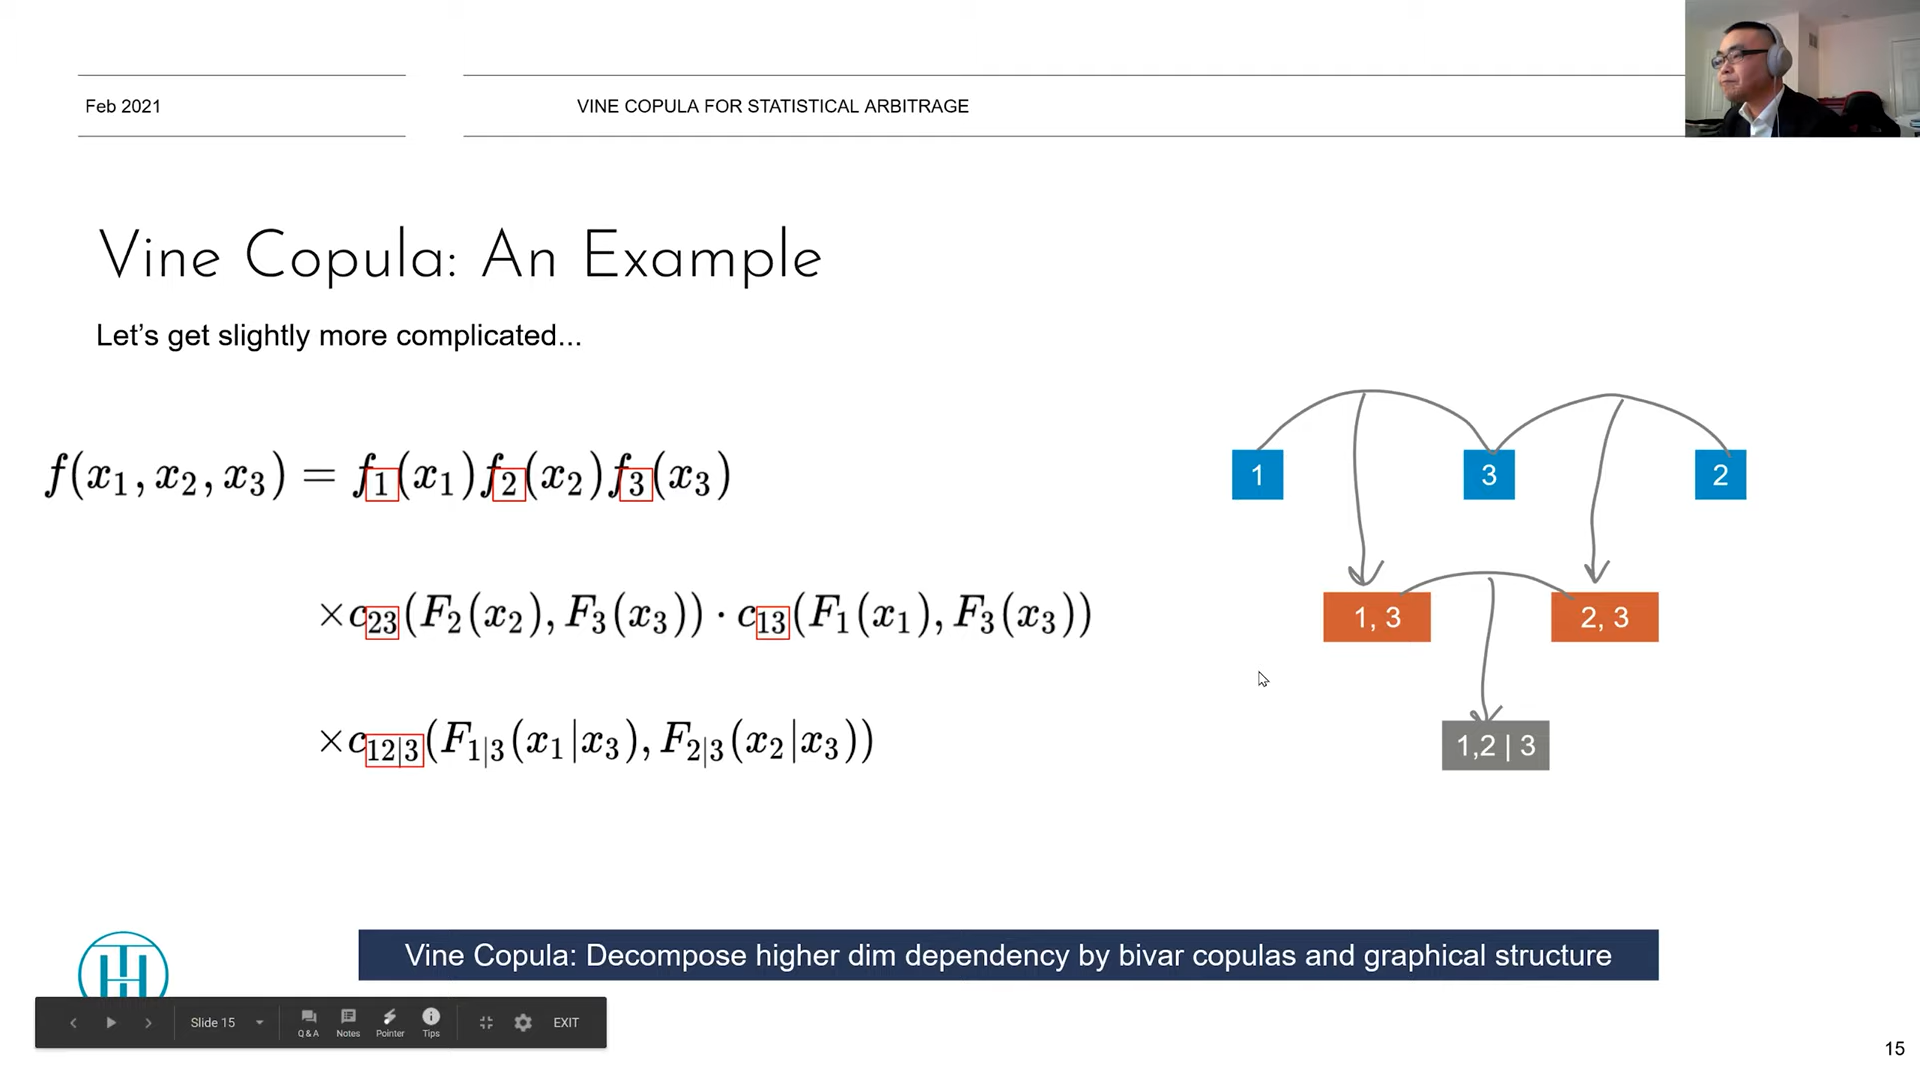 Feb 2021
VINE COPULA FOR STATISTICAL ARBITRAGE
Vine Copula: An Example
Let's get slightly more complicated...
f(x₁, x₂, x₃) = f₁(x₁)f₂(x₂)f₃(x₃)
×c₂₃(F₂(x₂), F₃(x₃)) · c₁₃(F₁(x₁), F₃(x₃))
×c₁₂|₃(F₁|₃(x₁|x₃), F₂|₃(x₂|x₃))
1 3 2
1, 3 2, 3
1,2 | 3
Vine Copula: Decompose higher dim dependency by bivar copulas and graphical structure
Slide 15 Q&A Notes Pointer Tips EXIT
15